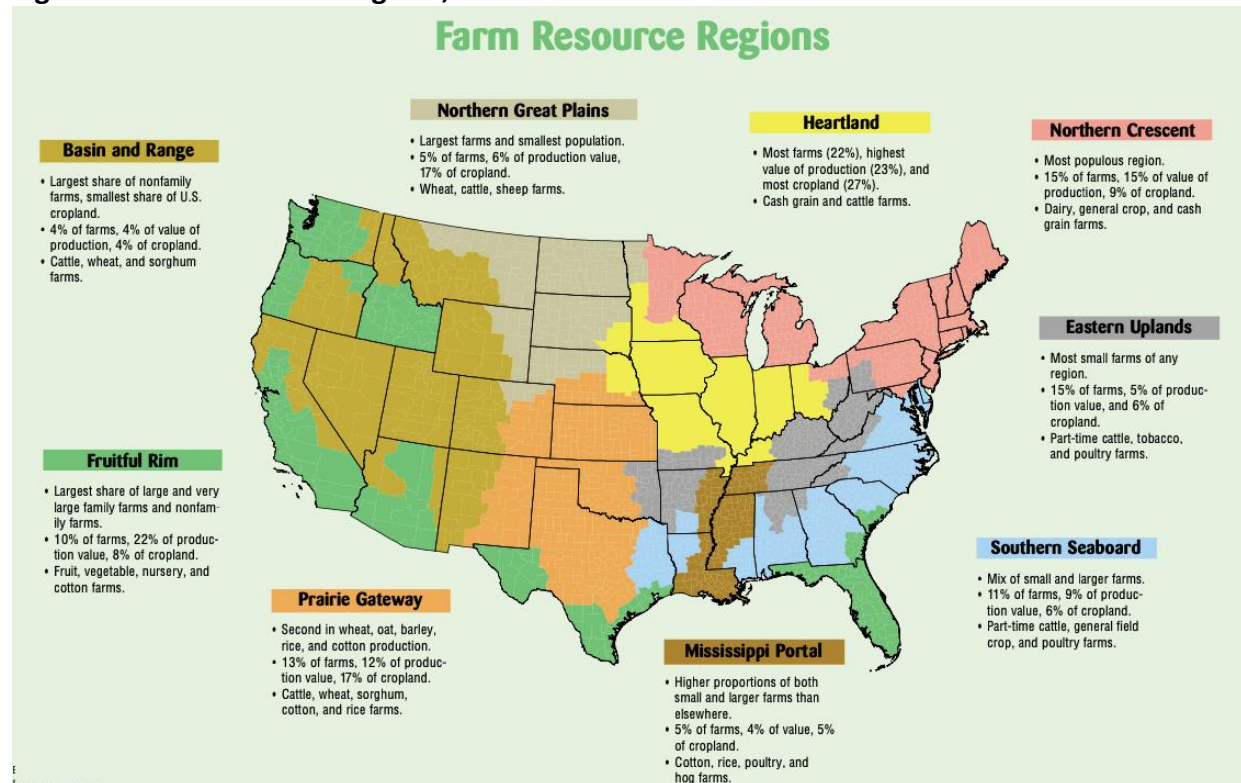 Farm Resource Regions
Northern Great Plains
• Largest farms and smallest population.
• 5% of farms, 6% of production value,
17% of cropland.
• Wheat, cattle, sheep farms.
Heartland
• Most farms (22%), highest
value of production (23%), and
most cropland (27%).
• Cash grain and cattle farms.
Northern Crescent
• Most populous region.
• 15% of farms, 15% of value of
production, 9% of cropland.
• Dairy, general crop, and cash
grain farms.
Basin and Range
• Largest share of nonfamily
farms, smallest share of U.S.
cropland.
• 4% of farms, 4% of value of
production, 4% of cropland.
• Cattle, wheat, and sorghum
farms.
Eastern Uplands
• Most small farms of any
region.
• 15% of farms, 5% of produc-
tion value, and 6% of
cropland.
• Part-time cattle, tobacco,
and poultry farms.
Fruitful Rim
• Largest share of large and very
large family farms and nonfam-
ily farms.
• 10% of farms, 22% of produc-
tion value, 8% of cropland.
• Fruit, vegetable, nursery, and
cotton farms.
Southern Seaboard
• Mix of small and larger farms.
• 11% of farms, 9% of produc-
tion value, 6% of cropland.
• Part-time cattle, general field
crop, and poultry farms.
Prairie Gateway
• Second in wheat, oat, barley,
rice, and cotton production.
• 13% of farms, 12% of produc-
tion value, 17% of cropland.
• Cattle, wheat, sorghum,
cotton, and rice farms.
Mississippi Portal
• Higher proportions of both
small and larger farms than
elsewhere.
• 5% of farms, 4% of value, 5%
of cropland.
• Cotton, rice, poultry, and
hog farms.